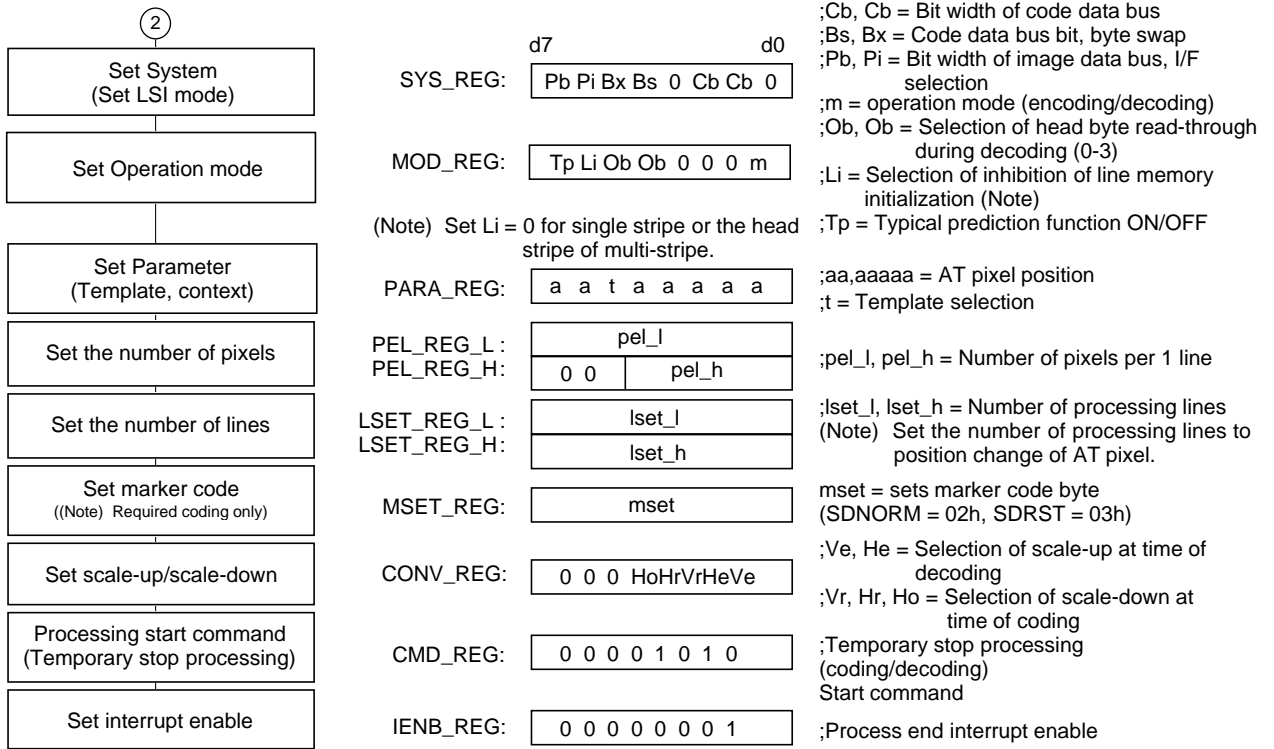 2
Set System
(Set LSI mode)
d7 d0
SYS_REG: Pb Pi Bx Bs 0 Cb Cb 0
;Cb, Cb = Bit width of code data bus
;Bs, Bx = Code data bus bit, byte swap
;Pb, Pi = Bit width of image data bus, I/F
selection
Set Operation mode
MOD_REG: Tp Li Ob Ob 0 0 0 m
;m = operation mode (encoding/decoding)
;Ob, Ob = Selection of head byte read-through
during decoding (0-3)
;Li = Selection of inhibition of line memory
initialization (Note)
;Tp = Typical prediction function ON/OFF
(Note) Set Li = 0 for single stripe or the head
stripe of multi-stripe.
Set Parameter
(Template, context)
PARA_REG: a a t a a a a a
;aa,aaaaa = AT pixel position
;t = Template selection
Set the number of pixels
PEL_REG_L : pel_l
PEL_REG_H: 0 0 pel_h
;pel_l, pel_h = Number of pixels per 1 line
Set the number of lines
LSET_REG_L : lset_l
LSET_REG_H: lset_h
;lset_l, lset_h = Number of processing lines
(Note) Set the number of processing lines to
position change of AT pixel.
Set marker code
((Note) Required coding only)
MSET_REG: mset
mset = sets marker code byte
(SDNORM = 02h, SDRST = 03h)
Set scale-up/scale-down
CONV_REG: 0 0 0 HoHrVrHeVe
;Ve, He = Selection of scale-up at time of
decoding
;Vr, Hr, Ho = Selection of scale-down at
time of coding
Processing start command
(Temporary stop processing)
CMD_REG: 0 0 0 0 1 0 1 0
;Temporary stop processing
(coding/decoding)
Start command
Set interrupt enable
IENB_REG: 0 0 0 0 0 0 0 1
;Process end interrupt enable